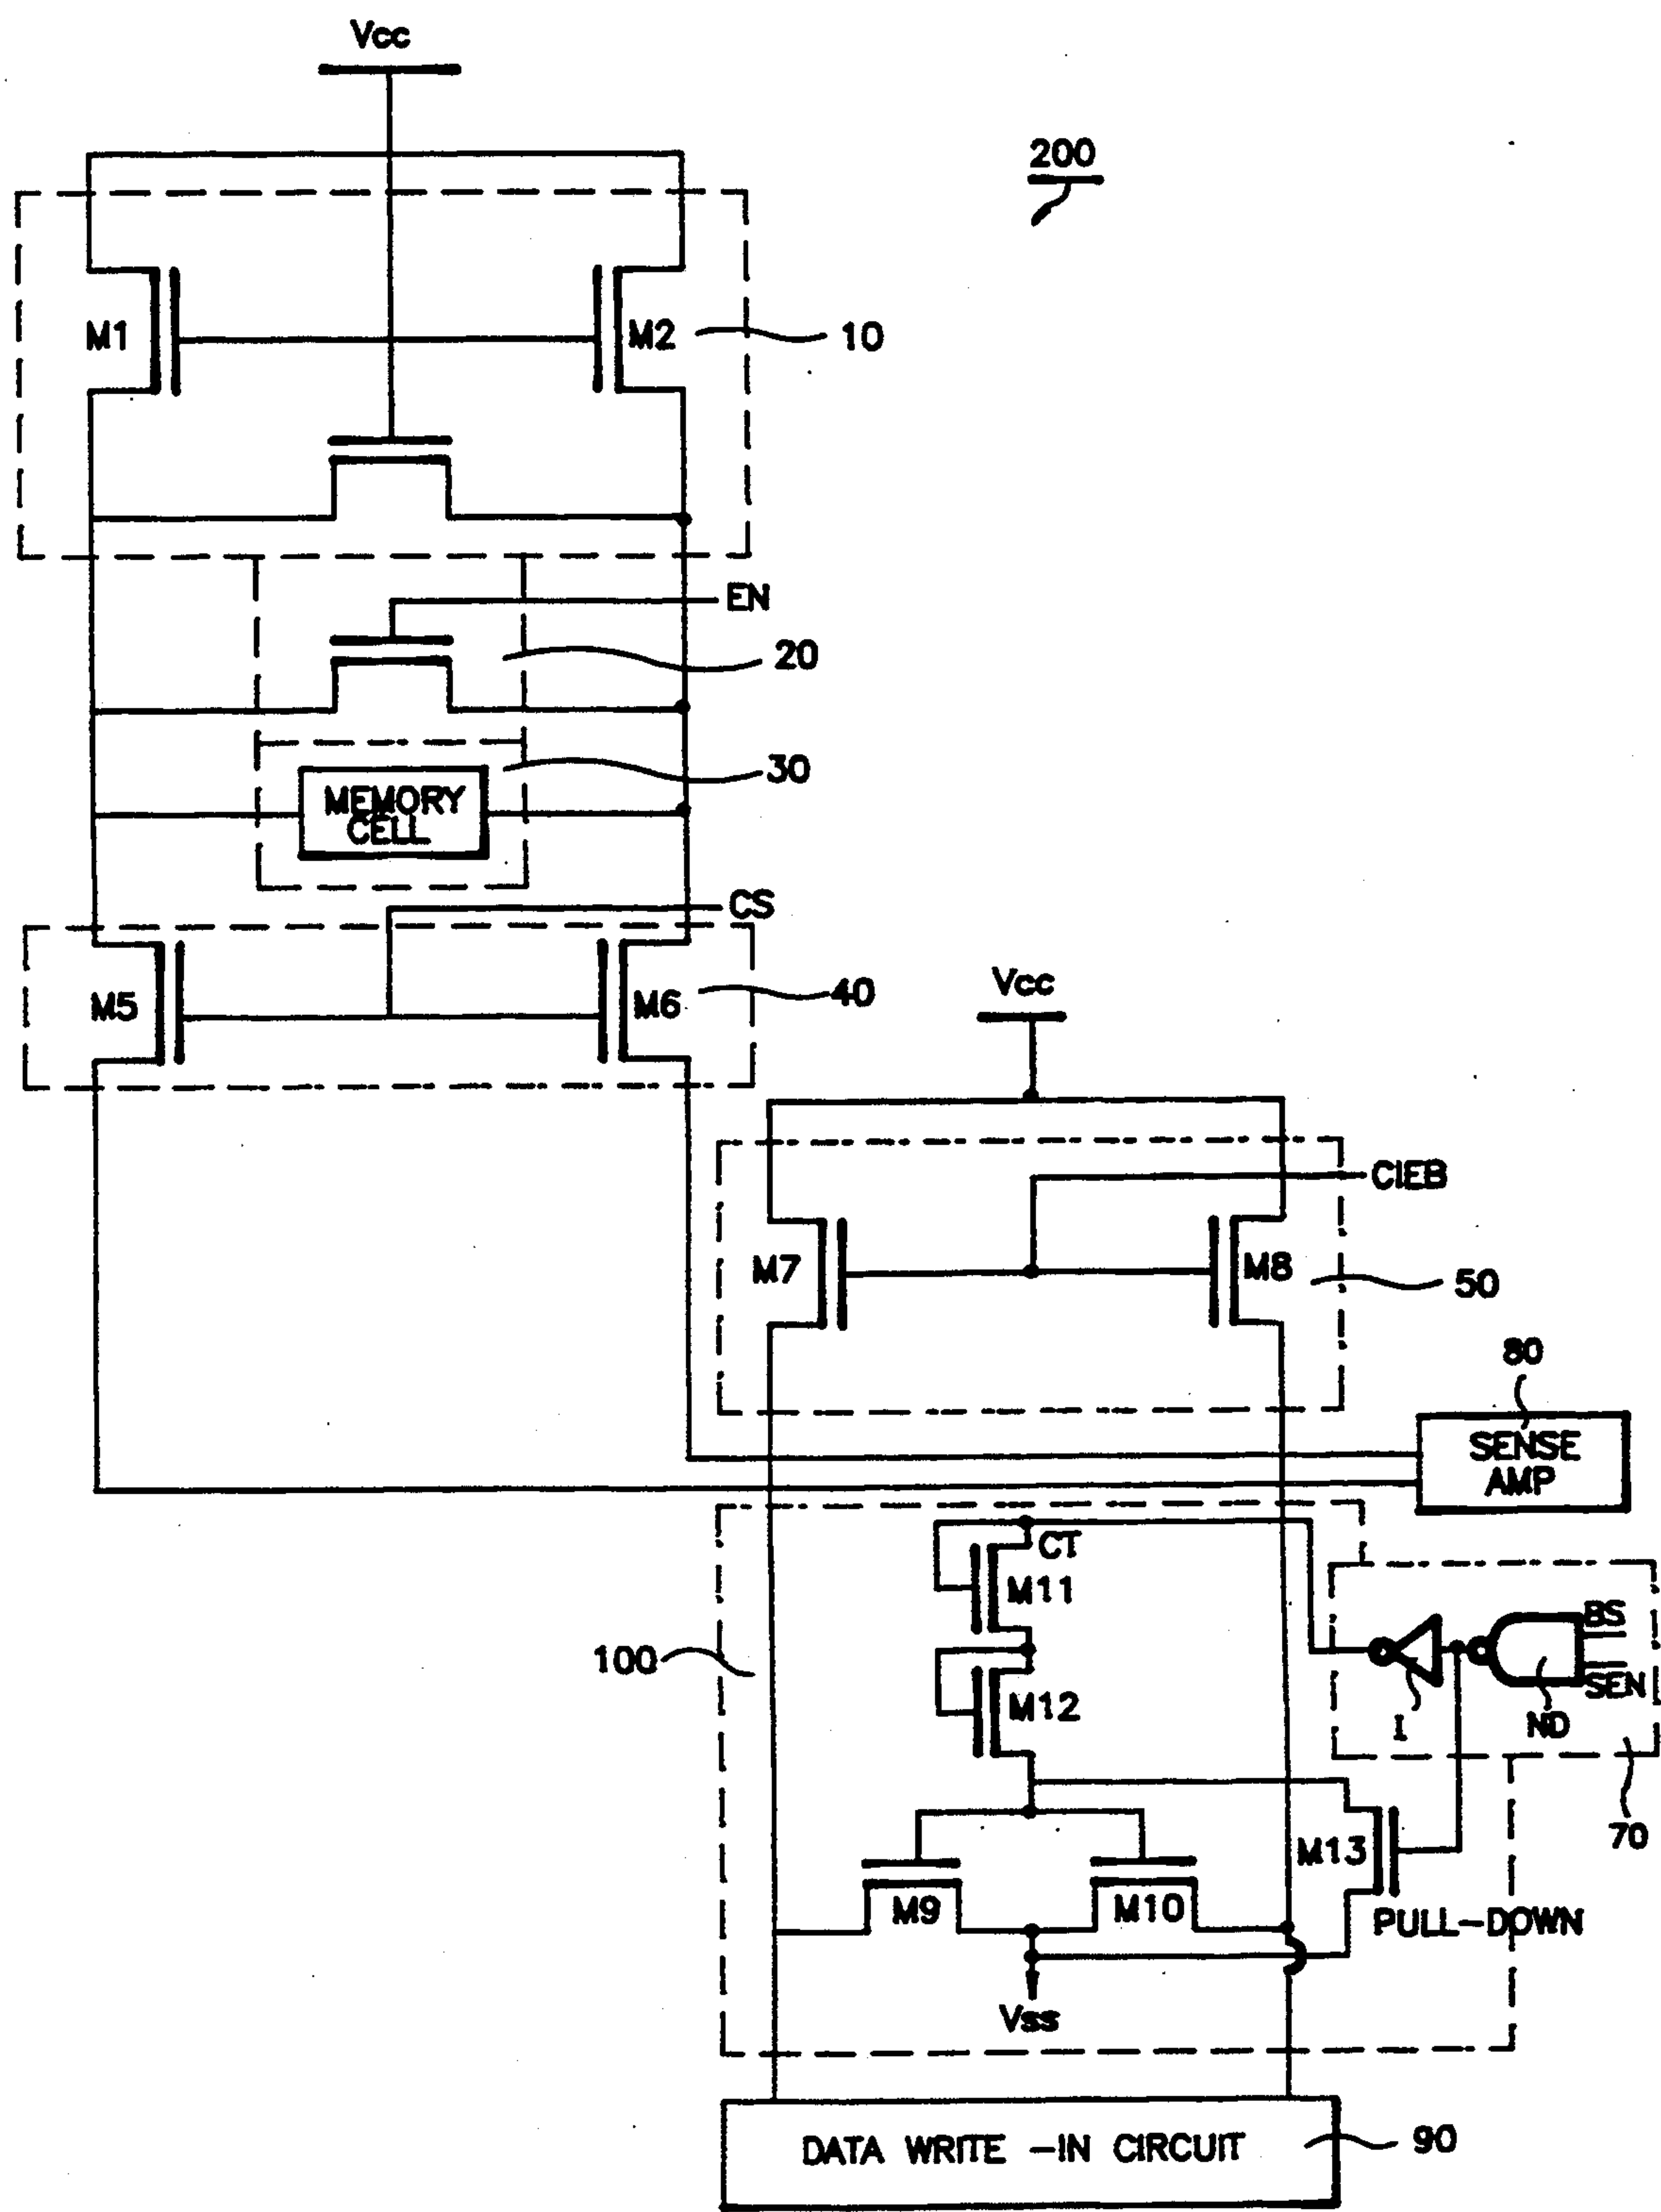 Vcc
200
M1
M2
10
EN
20
30
MEMORY
CELL
CS
M5
M6
40
Vcc
CIEB
M7
M8
50
80
SENSE
AMP
CT
M11
BS
100
SEN
M12
I
ND
70
M13
M9
M10
PULL-DOWN
Vss
DATA WRITE -IN CIRCUIT
90